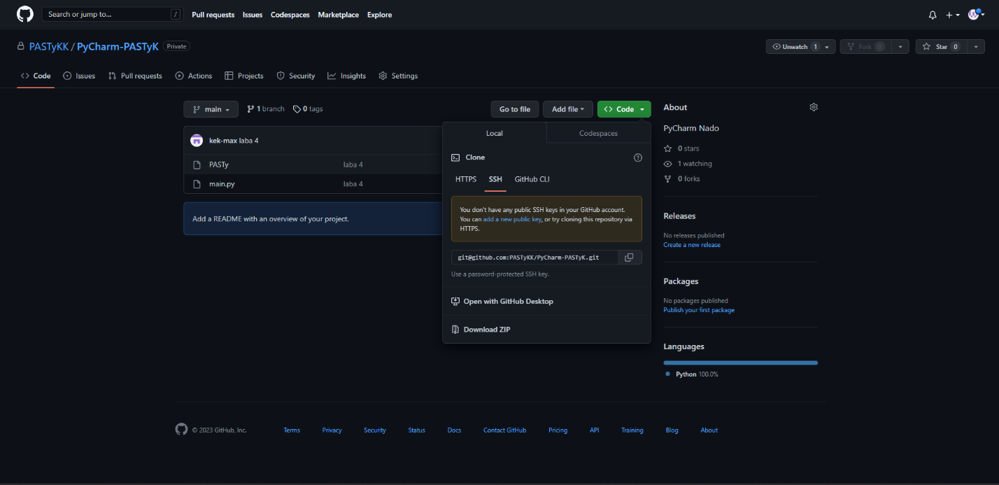 Search or jump to... /
Pull requests Issues Codespaces Marketplace Explore
PASTyKK / PyCharm-PASTyK Private
Unwatch 1 Fork 0 Star 0
Code Issues Pull requests Actions Projects Security Insights Settings
main 1 branch 0 tags
Go to file Add file Code
kek-max laba 4
PASTy laba 4
main.py laba 4
Add a README with an overview of your project.
Local Codespaces
Clone
HTTPS SSH GitHub CLI
You don't have any public SSH keys in your GitHub account.
You can add a new public key, or try cloning this repository via
HTTPS.
git@github.com:PASTyKK/PyCharm-PASTyK.git
Use a password-protected SSH key.
Open with GitHub Desktop
Download ZIP
About
PyCharm Nado
0 stars
1 watching
0 forks
Releases
No releases published
Create a new release
Packages
No packages published
Publish your first package
Languages
Python 100.0%
© 2023 GitHub, Inc. Terms Privacy Security Status Docs Contact GitHub Pricing API Training Blog About